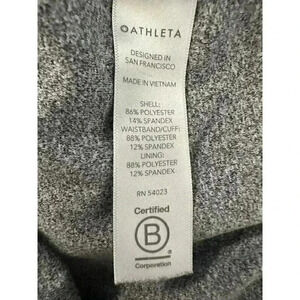 ATHLETA
DESIGNED IN
SAN FRANCISCO
MADE IN VIETNAM
SHELL:
86% POLYESTER
14% SPANDEX
WAISTBAND/CUFF:
88% POLYESTER
12% SPANDEX
LINING:
88% POLYESTER
12% SPANDEX
RN 54023
Certified
B
Corporation